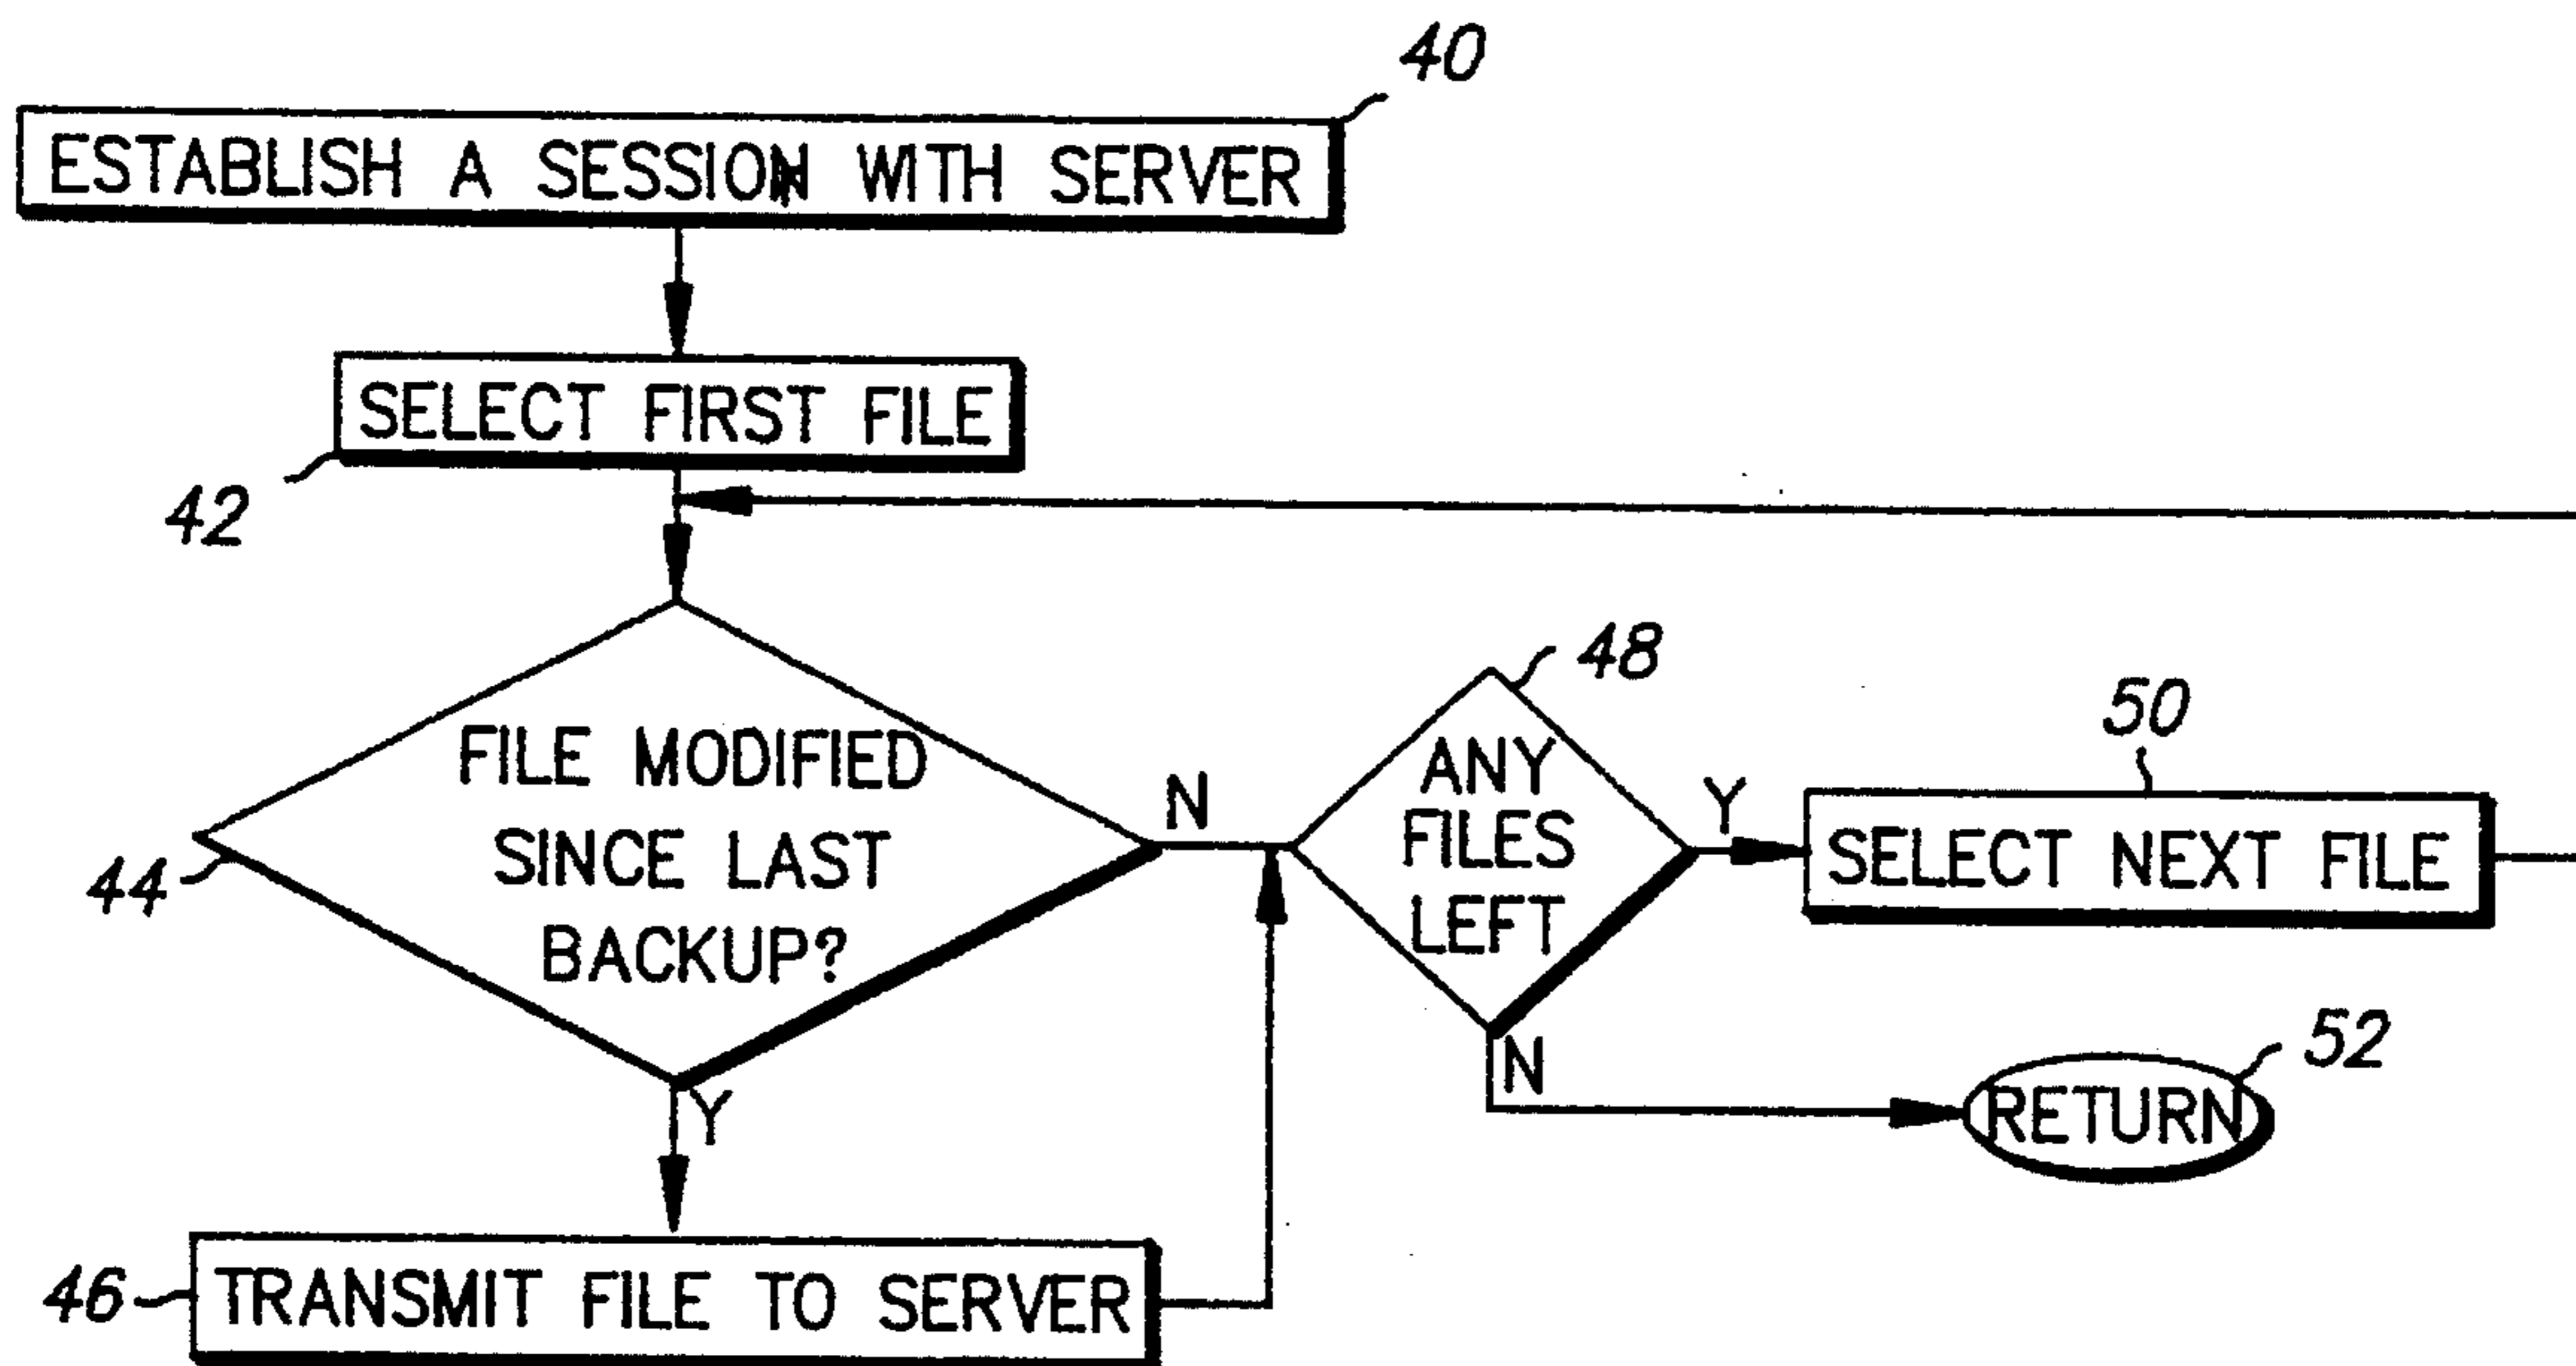 40
ESTABLISH A SESSION WITH SERVER
SELECT FIRST FILE
42
FILE MODIFIED
SINCE LAST
BACKUP?
44
N
Y
48
ANY
FILES
LEFT
Y
N
50
SELECT NEXT FILE
52
RETURN
46
TRANSMIT FILE TO SERVER